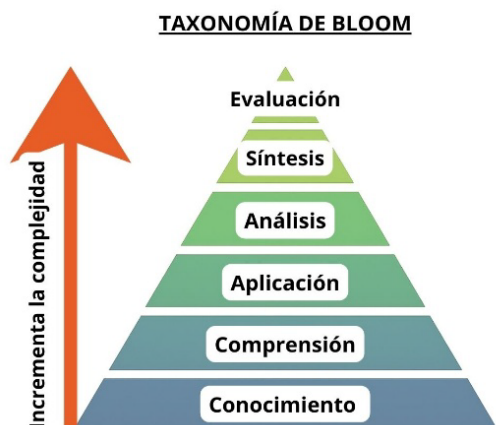 TAXONOMÍA DE BLOOM
Evaluación
Síntesis
Análisis
Aplicación
Comprensión
Conocimiento
Incrementa la complejidad